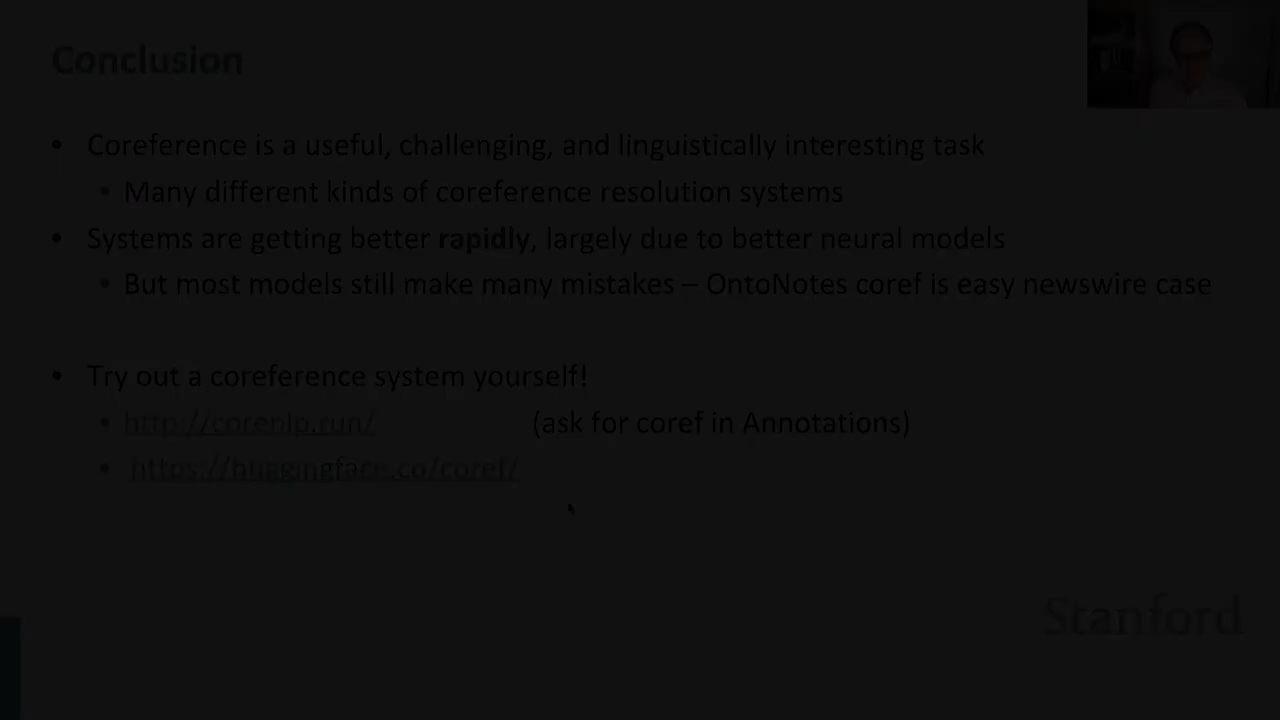 Conclusion
• Coreference is a useful, challenging, and linguistically interesting task
• Many different kinds of coreference resolution systems
• Systems are getting better rapidly, largely due to better neural models
• But most models still make many mistakes – OntoNotes coref is easy newswire case
• Try out a coreference system yourself!
• http://corenlp.run/ (ask for coref in Annotations)
• https://huggingface.co/coref/
Stanford